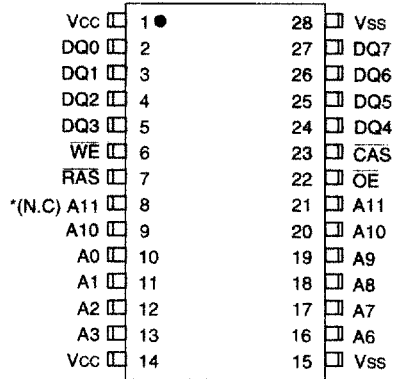 Vcc 1 28 Vss
DQ0 2 27 DQ7
DQ1 3 26 DQ6
DQ2 4 25 DQ5
DQ3 5 24 DQ4
WE 6 23 CAS
RAS 7 22 OE
*(N.C) A11 8 21 A11
A10 9 20 A10
A0 10 19 A9
A1 11 18 A8
A2 12 17 A7
A3 13 16 A6
Vcc 14 15 Vss